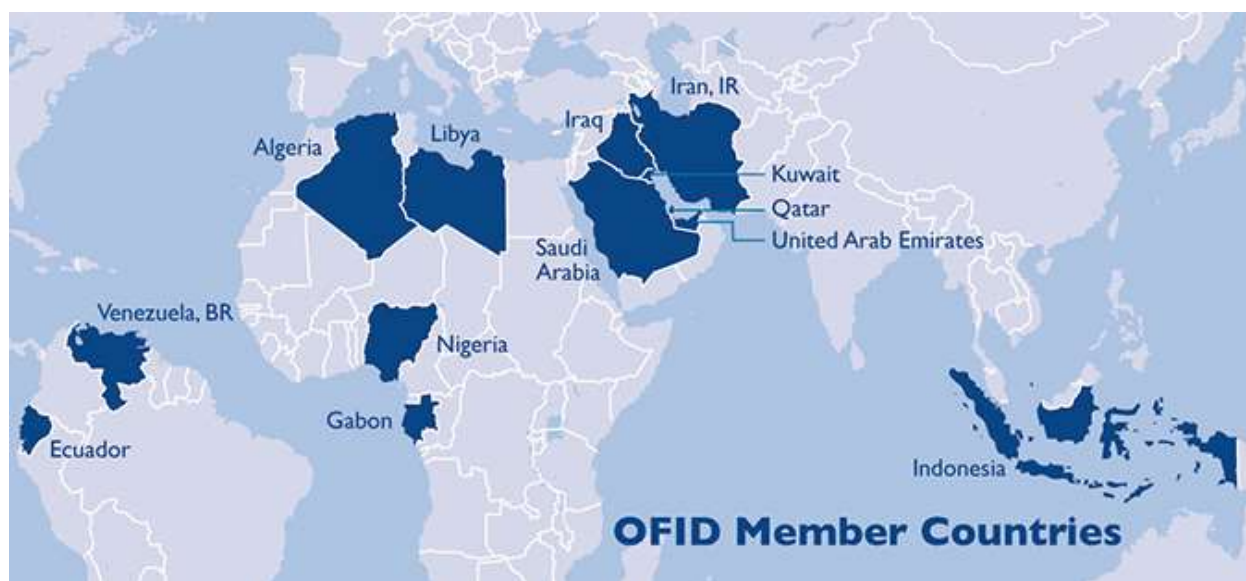 Iran, IR
Iraq
Libya
Algeria
Kuwait
Qatar
United Arab Emirates
Saudi
Arabia
Venezuela, BR
Nigeria
Gabon
Ecuador
Indonesia
OFID Member Countries